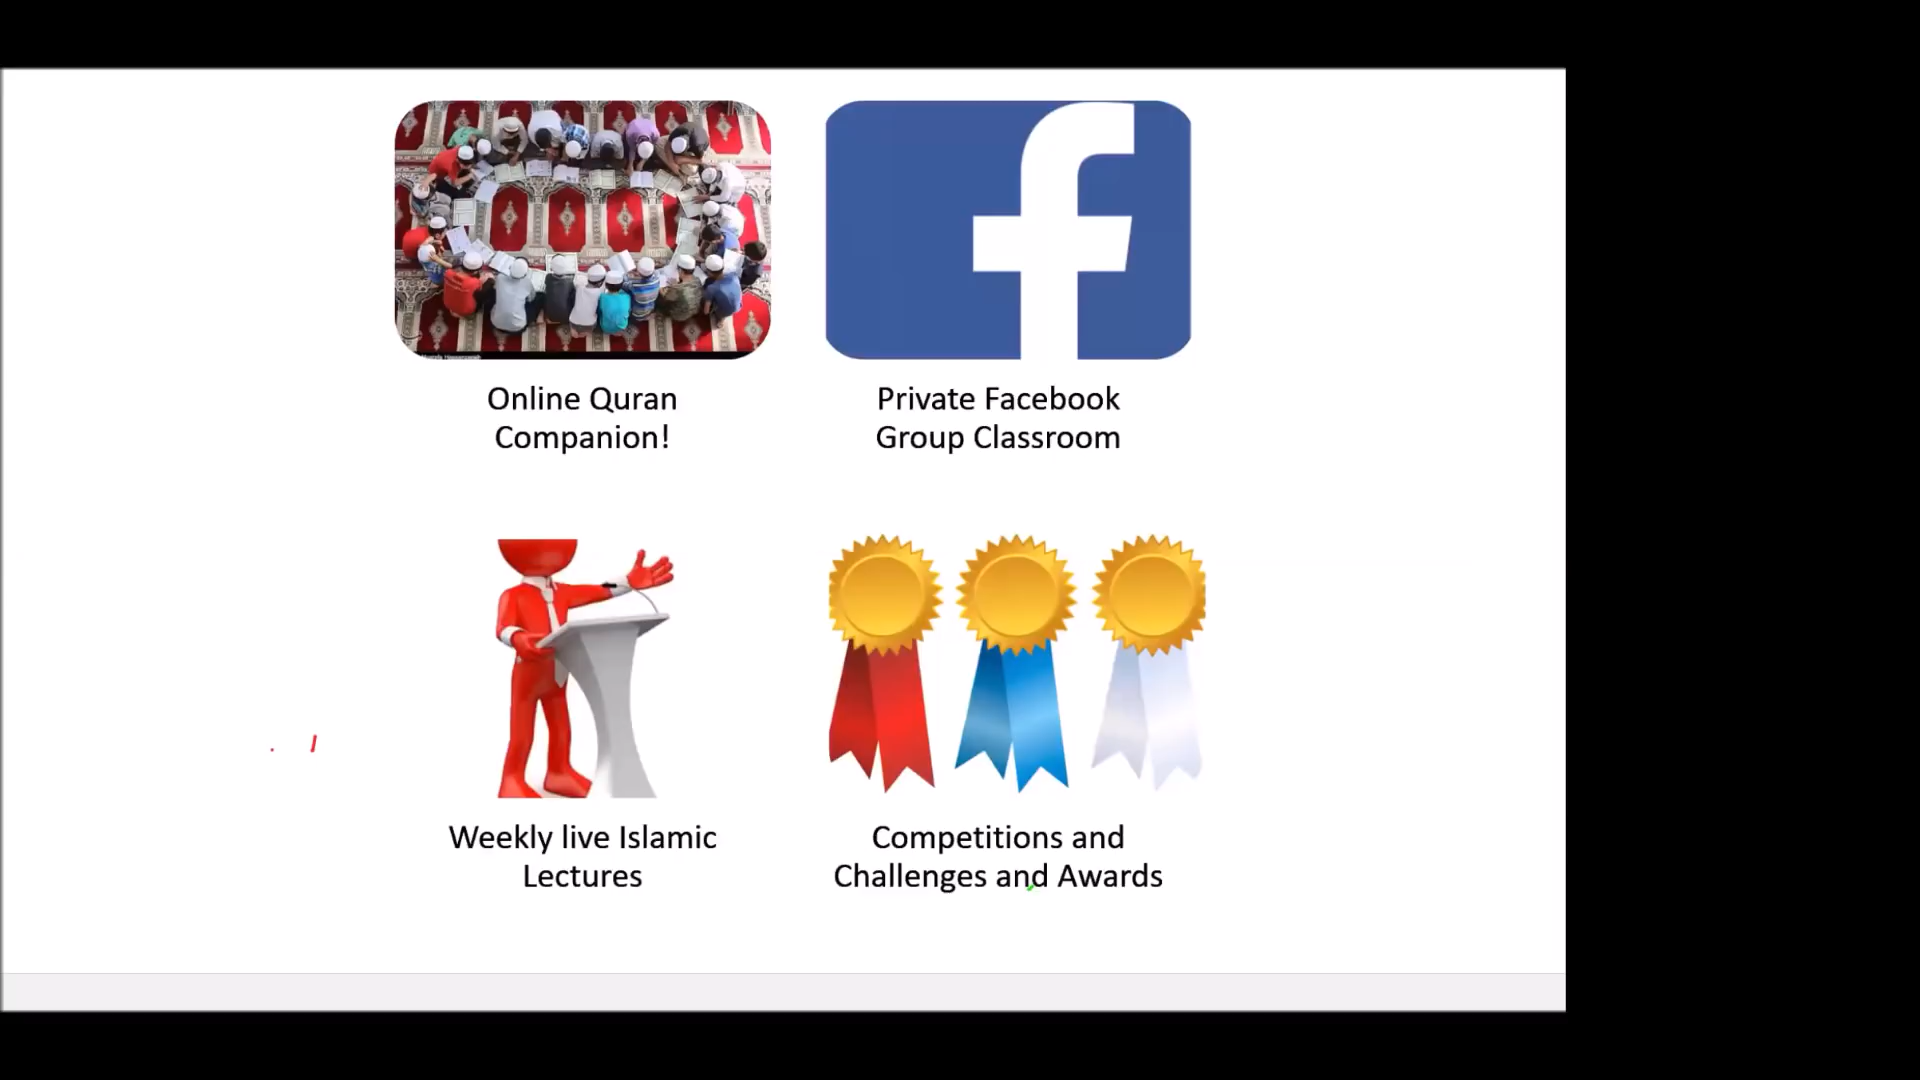 Online Quran
Companion!
Private Facebook
Group Classroom
Weekly live Islamic
Lectures
Competitions and
Challenges and Awards